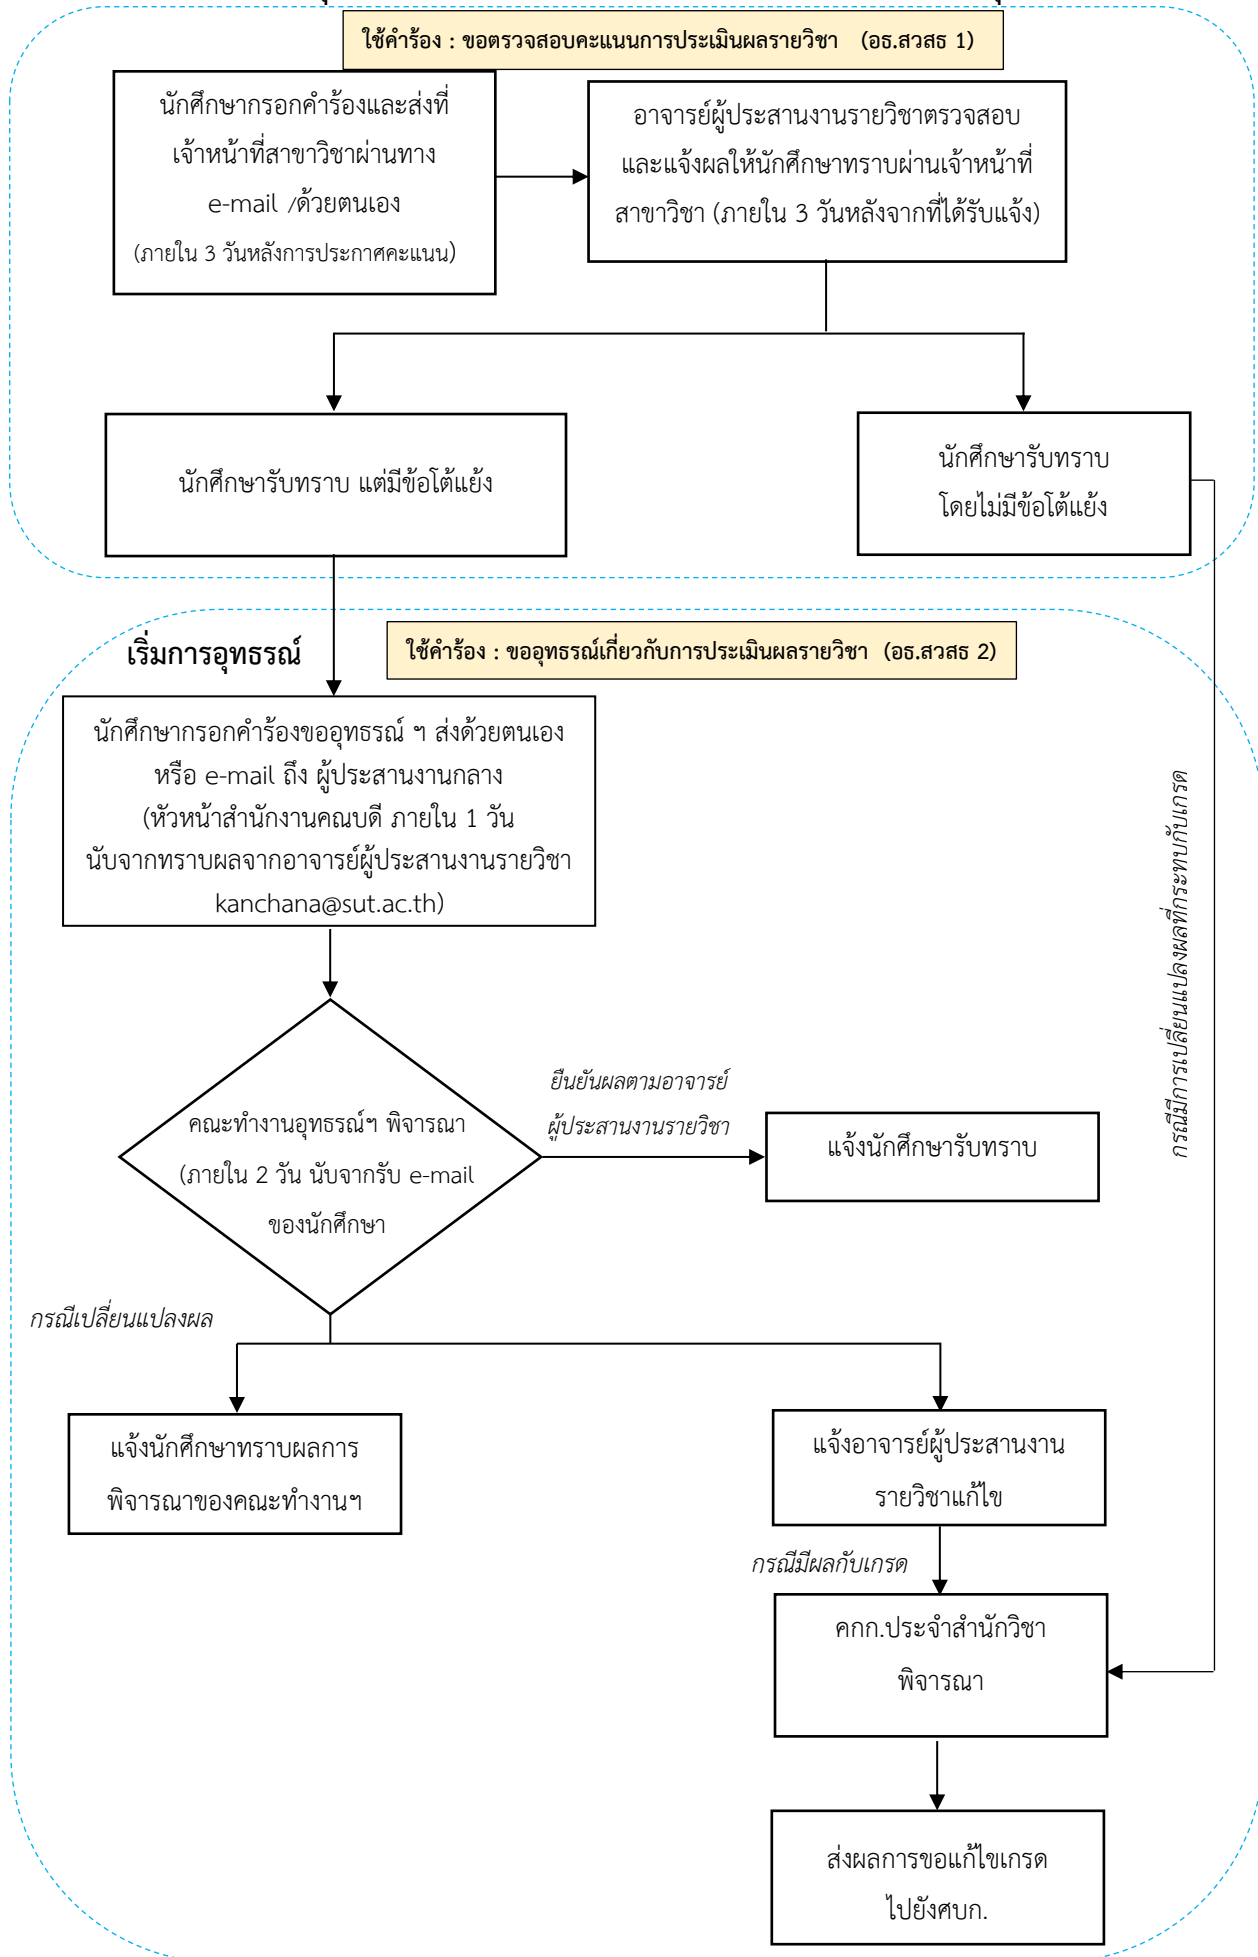 ใช้คำร้อง : ขอตรวจสอบคะแนนการประเมินผลรายวิชา (อธ.สวสธ 1)
นักศึกษากรอกคำร้องและส่งที่
เจ้าหน้าที่สาขาวิชาผ่านทาง
e-mail /ด้วยตนเอง
(ภายใน 3 วันหลังการประกาศคะแนน)
อาจารย์ผู้ประสานงานรายวิชาตรวจสอบ
และแจ้งผลให้นักศึกษาทราบผ่านเจ้าหน้าที่
สาขาวิชา (ภายใน 3 วันหลังจากที่ได้รับแจ้ง)
นักศึกษารับทราบ แต่มีข้อโต้แย้ง
นักศึกษารับทราบ
โดยไม่มีข้อโต้แย้ง
เริ่มการอุทธรณ์
ใช้คำร้อง : ขออุทธรณ์เกี่ยวกับการประเมินผลรายวิชา (อธ.สวสธ 2)
นักศึกษากรอกคำร้องขออุทธรณ์ ฯ ส่งด้วยตนเอง
หรือ e-mail ถึง ผู้ประสานงานกลาง
(หัวหน้าสำนักงานคณบดี ภายใน 1 วัน
นับจากทราบผลจากอาจารย์ผู้ประสานงานรายวิชา
kanchana@sut.ac.th)
กรณีมีการเปลี่ยนแปลงผลที่กระทบกับเกรด
คณะทำงานอุทธรณ์ฯ พิจารณา
(ภายใน 2 วัน นับจากรับ e-mail
ของนักศึกษา
ยืนยันผลตามอาจารย์
ผู้ประสานงานรายวิชา
แจ้งนักศึกษารับทราบ
กรณีเปลี่ยนแปลงผล
แจ้งนักศึกษาทราบผลการ
พิจารณาของคณะทำงานฯ
แจ้งอาจารย์ผู้ประสานงาน
รายวิชาแก้ไข
กรณีมีผลกับเกรด
คกก.ประจำสำนักวิชา
พิจารณา
ส่งผลการขอแก้ไขเกรด
ไปยังศบก.